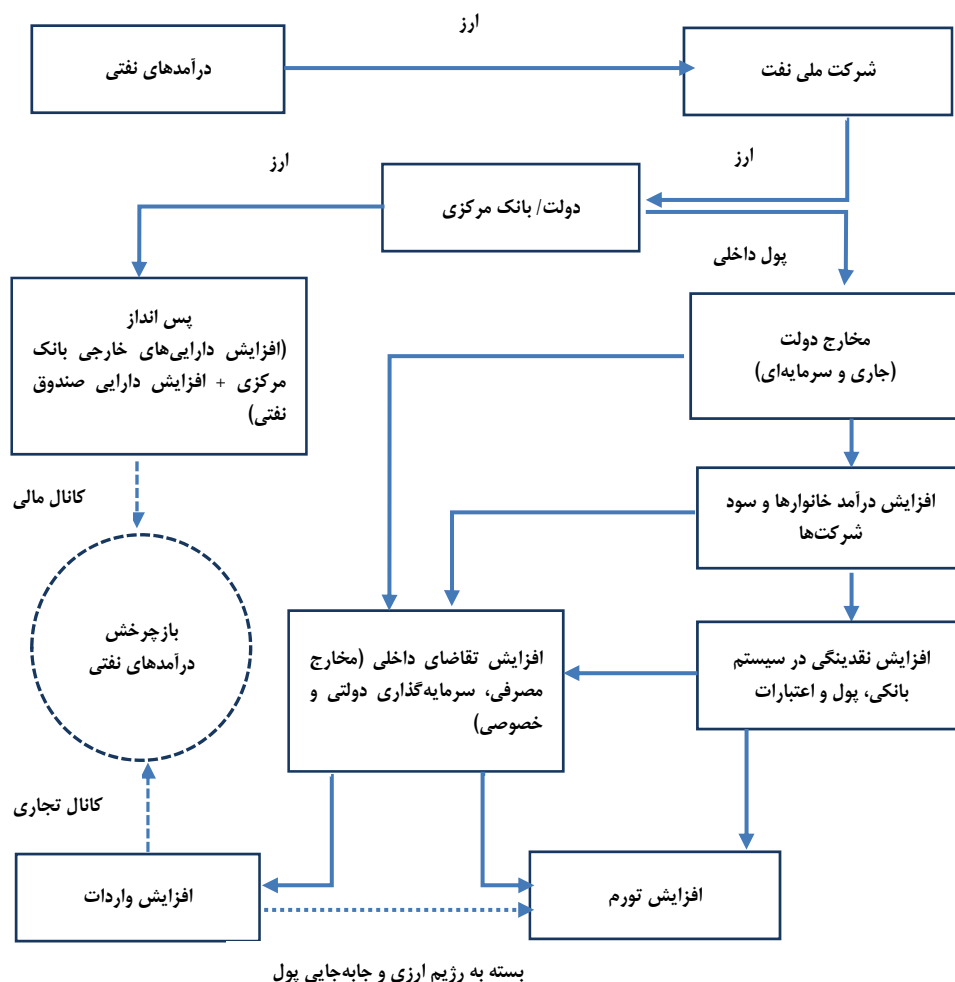 ارز
درآمدهای نفتی
شرکت ملی نفت
ارز
ارز
دولت/ بانک مرکزی
پول داخلی
پس انداز
(افزایش دارایی‌های خارجی بانک
مرکزی + افزایش دارایی صندوق
نفتی)
مخارج دولت
(جاری و سرمایه‌ای)
کانال مالی
افزایش درآمد خانوارها و سود
شرکت‌ها
بازچرخش
درآمدهای نفتی
افزایش تقاضای داخلی (مخارج
مصرفی، سرمایه‌گذاری دولتی و
خصوصی)
افزایش نقدینگی در سیستم
بانکی، پول و اعتبارات
کانال تجاری
افزایش واردات
افزایش تورم
بسته به رژیم ارزی و جابه‌جایی پول